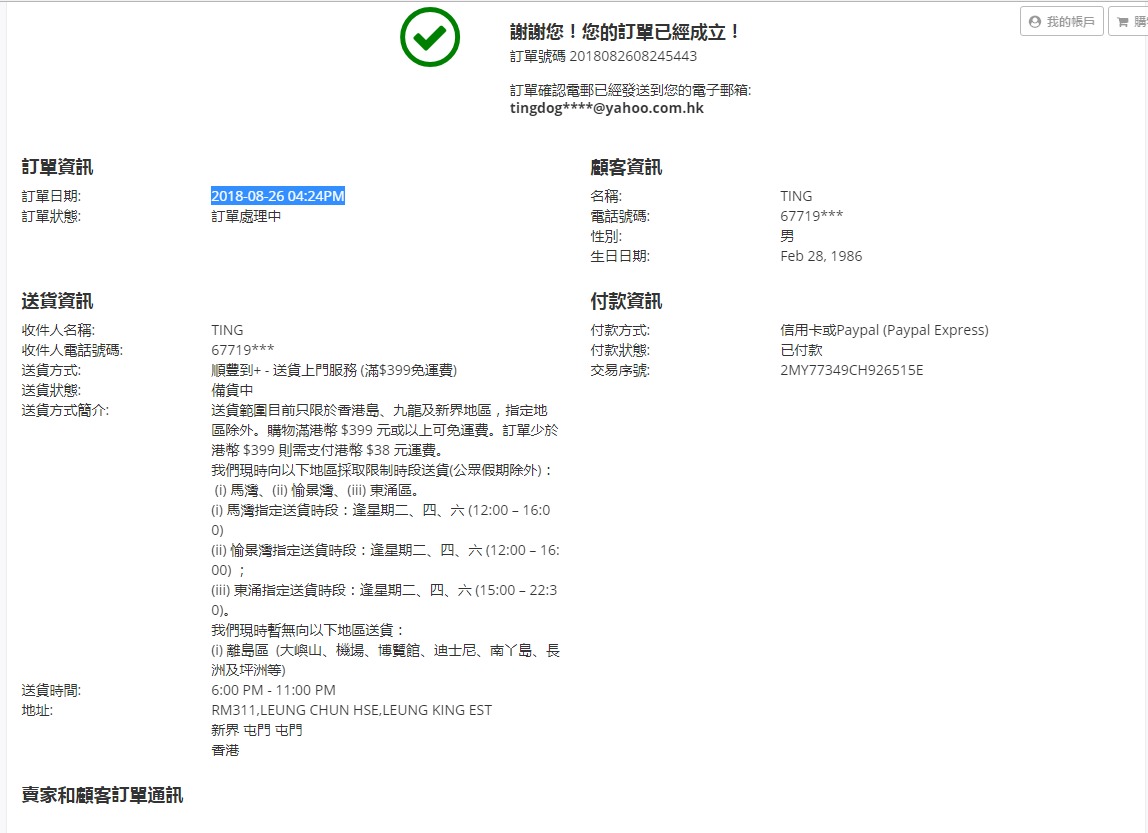 我的帳戶
謝謝您！您的訂單已經成立！
訂單號碼 2018082608245443
訂單確認電郵已經發送到您的電子郵箱:
tingdog****@yahoo.com.hk
訂單資訊
訂單日期: 2018-08-26 04:24PM
訂單狀態: 訂單處理中
顧客資訊
名稱: TING
電話號碼: 67719***
性別: 男
生日日期: Feb 28, 1986
送貨資訊
收件人名稱: TING
收件人電話號碼: 67719***
送貨方式: 順豐到+ - 送貨上門服務 (滿$399免運費)
送貨狀態: 備貨中
送貨方式簡介: 送貨範圍目前只限於香港島、九龍及新界地區，指定地
區除外。購物滿港幣 $399 元或以上可免運費。訂單少於
港幣 $399 則需支付港幣 $38 元運費。
我們現時向以下地區採取限制時段送貨(公眾假期除外)：
(i) 馬灣、(ii) 愉景灣、(iii) 東涌區。
(i) 馬灣指定送貨時段：逢星期二、四、六 (12:00 – 16:0
0)
(ii) 愉景灣指定送貨時段：逢星期二、四、六 (12:00 – 16:
00) ；
(iii) 東涌指定送貨時段：逢星期二、四、六 (15:00 – 22:3
0)。
我們現時暫無向以下地區送貨：
(i) 離島區 (大嶼山、機場、博覽館、迪士尼、南丫島、長
洲及坪洲等)
送貨時間: 6:00 PM - 11:00 PM
地址: RM311,LEUNG CHUN HSE,LEUNG KING EST
新界 屯門 屯門
香港
付款資訊
付款方式: 信用卡或Paypal (Paypal Express)
付款狀態: 已付款
交易序號: 2MY77349CH926515E
賣家和顧客訂單通訊